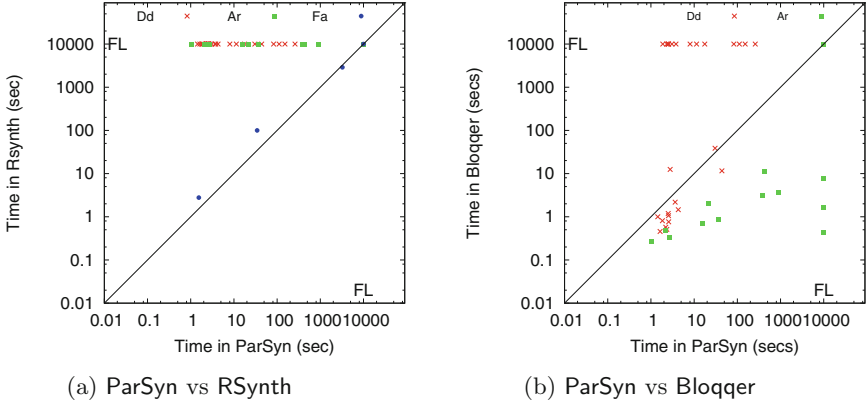 Dd Ar Fa
10000 FL
1000
100
10
1
0.1
0.01
FL
0.01 0.1 1 10 100 1000 10000
Time in Rsynth (sec)
Time in ParSyn (sec)
(a) ParSyn vs RSynth
Dd Ar
10000 FL
1000
100
10
1
0.1
0.01
FL
0.01 0.1 1 10 100 1000 10000
Time in Bloqqer (secs)
Time in ParSyn (secs)
(b) ParSyn vs Bloqqer